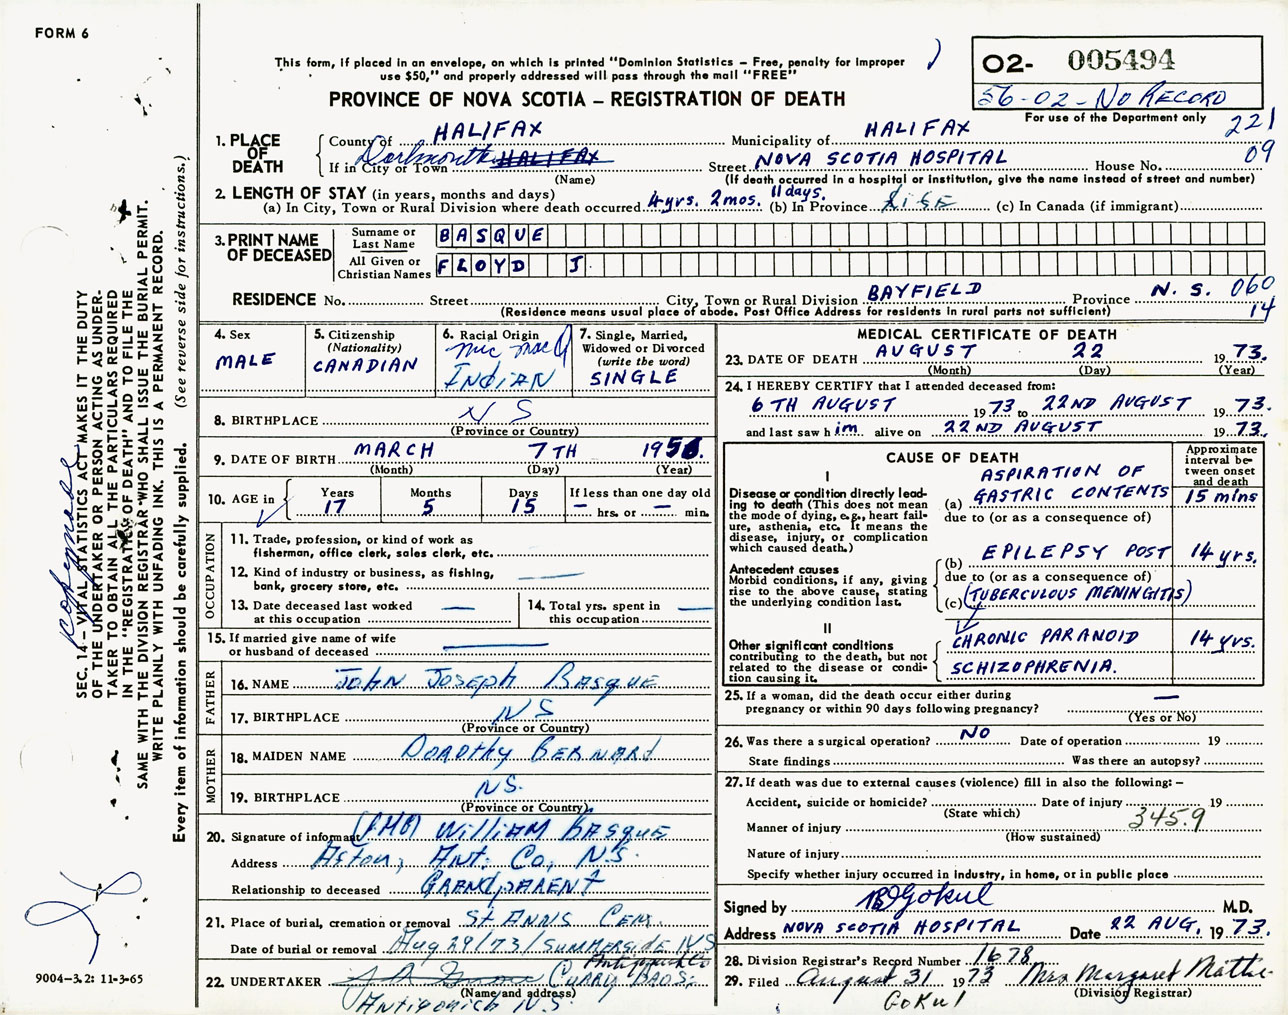 FORM 6
This form, if placed in an envelope, on which is printed "Dominion Statistics – Free, penalty for improper
use $50," and properly addressed will pass through the mail "FREE"
O2- 005494
56-02-No Record
For use of the Department only
221
09
PROVINCE OF NOVA SCOTIA – REGISTRATION OF DEATH
1. PLACE OF DEATH
County of HALIFAX Municipality of HALIFAX
If in City or Town Dartmouth HALIFAX Street NOVA SCOTIA HOSPITAL House No.
(Name) (If death occurred in a hospital or institution, give the name instead of street and number)
2. LENGTH OF STAY (in years, months and days)
(a) In City, Town or Rural Division where death occurred 4yrs. 2mos. 11 days. (b) In Province Life (c) In Canada (if immigrant)
3. PRINT NAME OF DECEASED
Surname or Last Name BASQUE
All Given or Christian Names FLOYD J.
RESIDENCE No. Street City, Town or Rural Division BAYFIELD Province N. S. 060
(Residence means usual place of abode. Post Office Address for residents in rural parts not sufficient) 14
4. Sex
MALE
5. Citizenship
(Nationality)
CANADIAN
6. Racial Origin
Mic Mac
INDIAN
7. Single, Married,
Widowed or Divorced
(write the word)
SINGLE
8. BIRTHPLACE N S
(Province or Country)
9. DATE OF BIRTH MARCH 7TH 1956.
(Month) (Day) (Year)
10. AGE in
Years Months Days If less than one day old
17 5 15 – hrs. or – min.
OCCUPATION
11. Trade, profession, or kind of work as
fisherman, office clerk, sales clerk, etc.
12. Kind of industry or business, as fishing,
bank, grocery store, etc. —
13. Date deceased last worked
at this occupation —
14. Total yrs. spent in
this occupation —
15. If married give name of wife
or husband of deceased —
FATHER
16. NAME John Joseph Basque
17. BIRTHPLACE NS
(Province or Country)
MOTHER
18. MAIDEN NAME Dorothy Bernard
19. BIRTHPLACE NS.
(Province or Country)
20. Signature of informant William Basque
Address Ant. Co, N.S.
Relationship to deceased Grandparent
21. Place of burial, cremation or removal St Anns Cem.
Date of burial or removal Aug 29/73/Summerside NS
Antigonish Co
22. UNDERTAKER Curry Bros.
(Name and address)
Antigonish N.S.
MEDICAL CERTIFICATE OF DEATH
23. DATE OF DEATH AUGUST 22 1973.
(Month) (Day) (Year)
24. I HEREBY CERTIFY that I attended deceased from:
6TH AUGUST 1973 to 22ND AUGUST 1973.
and last saw him alive on 22ND AUGUST 1973.
CAUSE OF DEATH
Approximate
interval be-
tween onset
and death
I
Disease or condition directly lead-
ing to death (This does not
mean the mode of dying, e.g., heart fail-
ure, asthenia, etc. It means the
disease, injury, or complication
which caused death.)
(a) ASPIRATION OF
GASTRIC CONTENTS 15 mins
due to (or as a consequence of)
Antecedent causes
Morbid conditions, if any, giving
rise to the above cause, stating
the underlying condition last.
(b) EPILEPSY POST 14 yrs.
due to (or as a consequence of)
(c) (TUBERCULOUS MENINGITIS)
II
Other significant conditions
contributing to the death, but not
related to the disease or condi-
tion causing it.
CHRONIC PARANOID 14 yrs.
SCHIZOPHRENIA.
25. If a woman, did the death occur either during
pregnancy or within 90 days following pregnancy? —
(Yes or No)
26. Was there a surgical operation? NO Date of operation 19
State findings Was there an autopsy?
27. If death was due to external causes (violence) fill in also the following: –
Accident, suicide or homicide? Date of injury 19
(State which) 345.9
Manner of injury
(How sustained)
Nature of injury
Specify whether injury occurred in industry, in home, or in public place
Signed by Gokul M.D.
Address NOVA SCOTIA HOSPITAL Date 22 AUG. 1973.
28. Division Registrar's Record Number 1678
29. Filed August 31 1973 Mrs Margaret
(Division Registrar)
GOKUl
SEC. 14 – VITAL STATISTICS ACT MAKES IT THE DUTY
OF THE UNDERTAKER OR PERSON ACTING AS UNDER-
TAKER TO OBTAIN ALL THE PARTICULARS REQUIRED
IN THE "REGISTRATION OF DEATH" AND TO FILE THE
SAME WITH THE DIVISION REGISTRAR WHO SHALL ISSUE THE BURIAL PERMIT.
WRITE PLAINLY WITH UNFADING INK. THIS IS A PERMANENT RECORD.
Every item of Information should be carefully supplied. (See reverse side for instructions.)
9004-3.2: 11-3-65